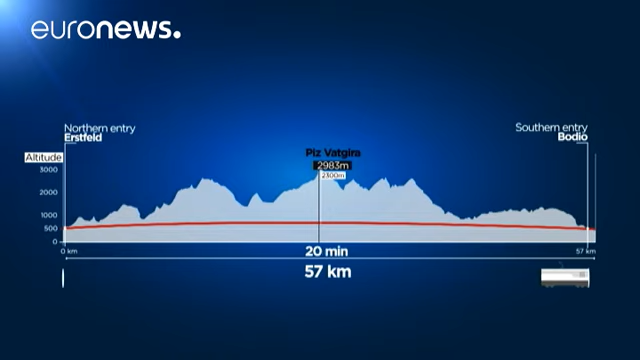 euronews.
Northern entry
Erstfeld
Southern entry
Bodio
Altitude
Piz Vatgira
2983m
2300m
3000
2000
1000
500
0
0 km
20 min
57 km
57 km